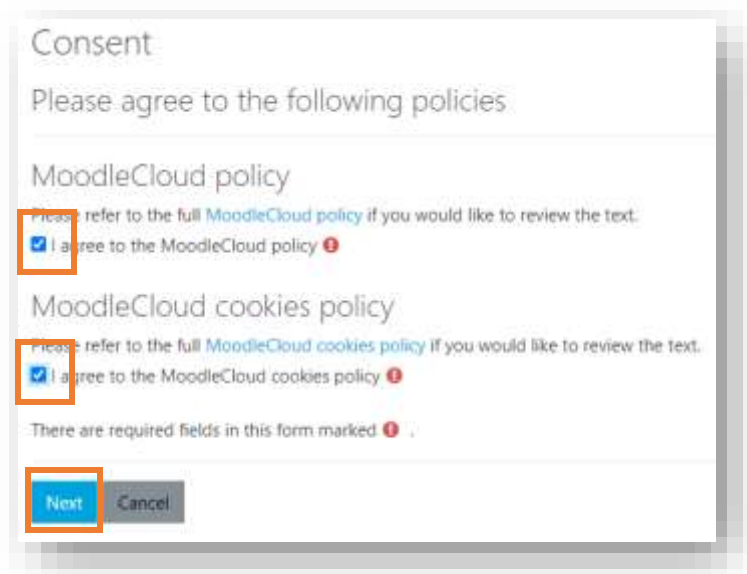 Consent
Please agree to the following policies
MoodleCloud policy
Please refer to the full MoodleCloud policy if you would like to review the text.
I agree to the MoodleCloud policy
MoodleCloud cookies policy
Please refer to the full MoodleCloud cookies policy if you would like to review the text.
I agree to the MoodleCloud cookies policy
There are required fields in this form marked .
Next Cancel